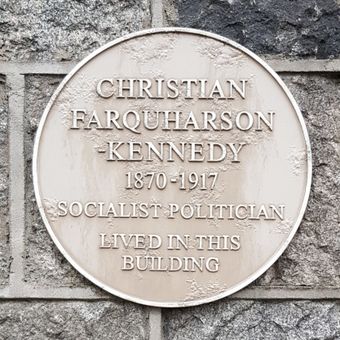 CHRISTIAN
FARQUHARSON
-KENNEDY
1870-1917
SOCIALIST POLITICIAN
LIVED IN THIS
BUILDING